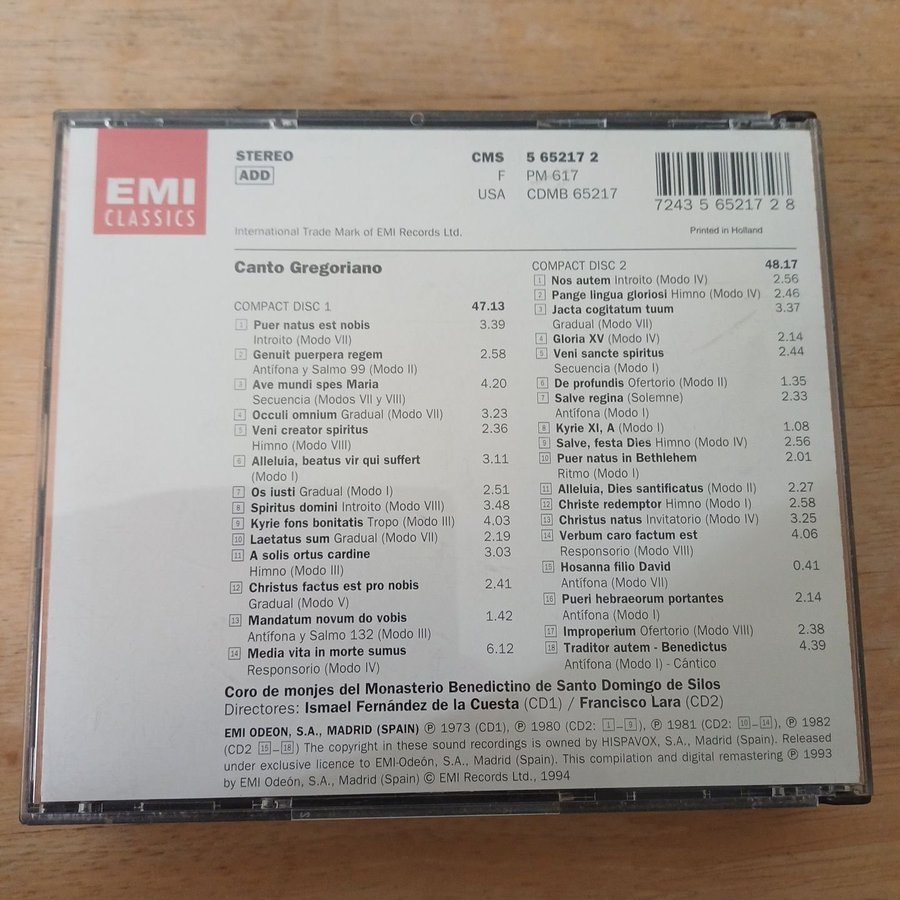 EMI
CLASSICS
STEREO
ADD
CMS 5 65217 2
F PM 617
USA CDMB 65217
7243 5 65217 2 8
International Trade Mark of EMI Records Ltd.
Printed in Holland
Canto Gregoriano
COMPACT DISC 1 47.13
1 Puer natus est nobis 3.39
Introito (Modo VII)
2 Genuit puerpera regem 2.58
Antífona y Salmo 99 (Modo II)
3 Ave mundi spes Maria 4.20
Secuencia (Modos VII y VIII)
4 Occuli omnium Gradual (Modo VII) 3.23
5 Veni creator spiritus 2.36
Himno (Modo VIII)
6 Alleluia, beatus vir qui suffert 3.11
(Modo I)
7 Os iusti Gradual (Modo I) 2.51
8 Spiritus domini Introito (Modo VIII) 3.48
9 Kyrie fons bonitatis Tropo (Modo III) 4.03
10 Laetatus sum Gradual (Modo VII) 2.19
11 A solis ortus cardine 3.03
Himno (Modo III)
12 Christus factus est pro nobis 2.41
Gradual (Modo V)
13 Mandatum novum do vobis 1.42
Antífona y Salmo 132 (Modo III)
14 Media vita in morte sumus 6.12
Responsorio (Modo IV)
COMPACT DISC 2 48.17
1 Nos autem Introito (Modo IV) 2.56
2 Pange lingua gloriosi Himno (Modo IV) 2.46
3 Jacta cogitatum tuum 3.37
Gradual (Modo VII)
4 Gloria XV (Modo IV) 2.14
5 Veni sancte spiritus 2.44
Secuencia (Modo I)
6 De profundis Ofertorio (Modo II) 1.35
7 Salve regina (Solemne) 2.33
Antífona (Modo I)
8 Kyrie XI, A (Modo I) 1.08
9 Salve, festa Dies Himno (Modo IV) 2.56
10 Puer natus in Bethlehem 2.01
Ritmo (Modo I)
11 Alleluia, Dies santificatus (Modo II) 2.27
12 Christe redemptor Himno (Modo I) 2.58
13 Christus natus Invitatorio (Modo IV) 3.25
14 Verbum caro factum est 4.06
Responsorio (Modo VIII)
15 Hosanna filio David 0.41
Antífona (Modo VII)
16 Pueri hebraeorum portantes 2.14
Antífona (Modo I)
17 Improperium Ofertorio (Modo VIII) 2.38
18 Traditor autem - Benedictus 4.39
Antífona (Modo I) - Cántico
Coro de monjes del Monasterio Benedictino de Santo Domingo de Silos
Directores: Ismael Fernández de la Cuesta (CD1) / Francisco Lara (CD2)
EMI ODEON, S.A., MADRID (SPAIN) ℗ 1973 (CD1), ℗ 1980 (CD2: 1–9), ℗ 1981 (CD2: 10–14), ℗ 1982
(CD2 15–18) The copyright in these sound recordings is owned by HISPAVOX, S.A., Madrid (Spain). Released
under exclusive licence to EMI-Odeón, S.A., Madrid (Spain). This compilation and digital remastering ℗ 1993
by EMI Odeón, S.A., Madrid (Spain) © EMI Records Ltd., 1994